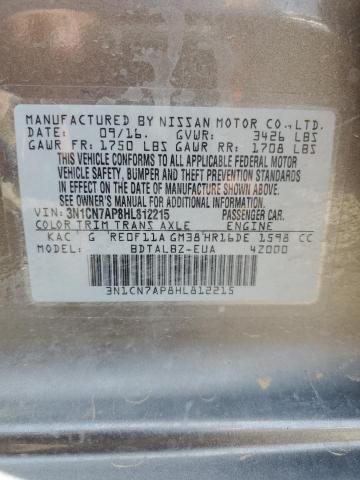 MANUFACTURED BY NISSAN MOTOR CO.,LTD.
DATE: 09/16. GVWR: 3426 LBS
GAWR FR: 1750 LBS GAWR RR: 1708 LBS
THIS VEHICLE CONFORMS TO ALL APPLICABLE FEDERAL MOTOR
VEHICLE SAFETY, BUMPER AND THEFT PREVENTION STANDARDS
IN EFFECT ON THE DATE OF MANUFACTURE SHOWN ABOVE.
SEE OWNER'S MANUAL FOR ADDITIONAL INFORMATION.
VIN: 3N1CN7AP8HL812215 PASSENGER CAR.
COLOR TRIM TRANS AXLE ENGINE
KAC G RE0F11A GM38 HR16DE 1598 CC
MODEL: BDTALBZ-EUA 4Z000
3N1CN7AP8HL812215